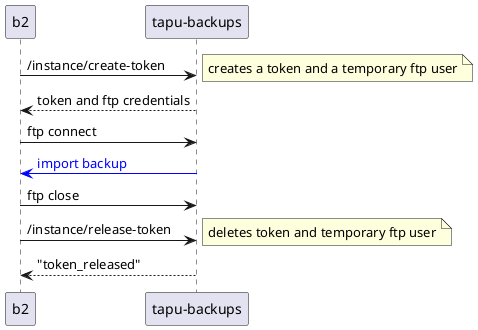 b2
tapu-backups
/instance/create-token
creates a token and a temporary ftp user
token and ftp credentials
ftp connect
import backup
ftp close
/instance/release-token
deletes token and temporary ftp user
"token_released"
b2
tapu-backups